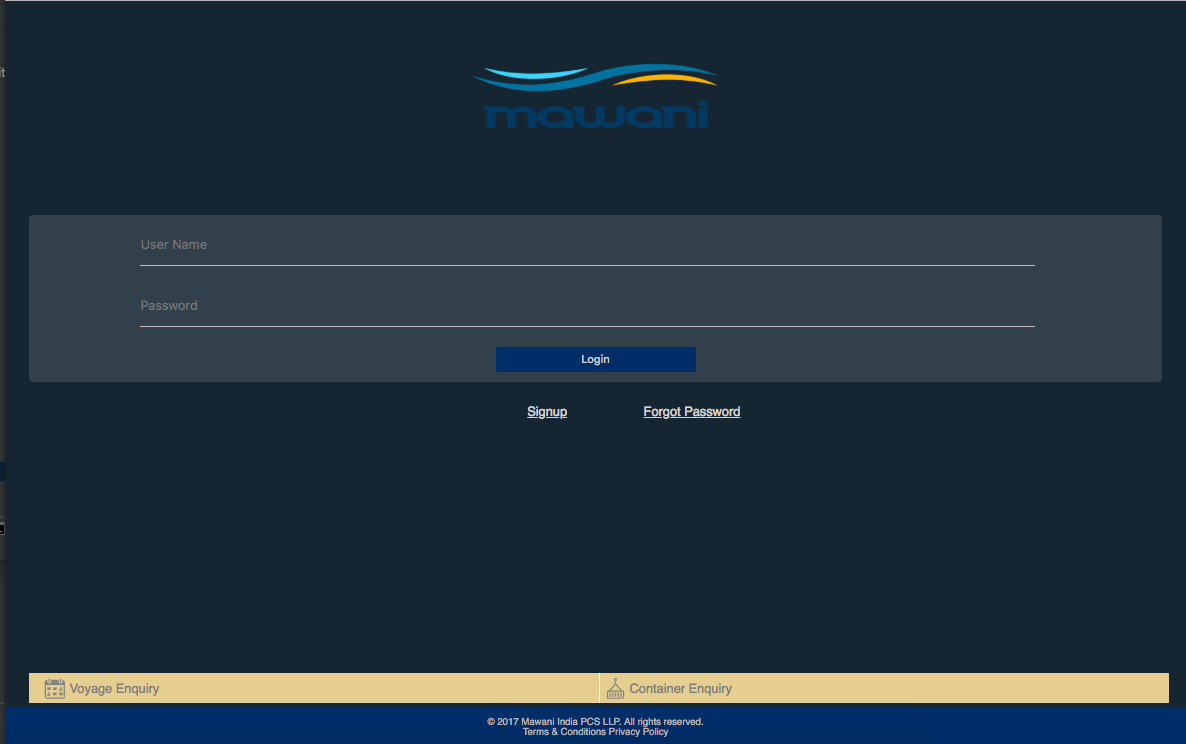 mawani
User Name
Password
Login
Signup Forgot Password
Voyage Enquiry Container Enquiry
© 2017 Mawani India PCS LLP. All rights reserved.
Terms & Conditions Privacy Policy